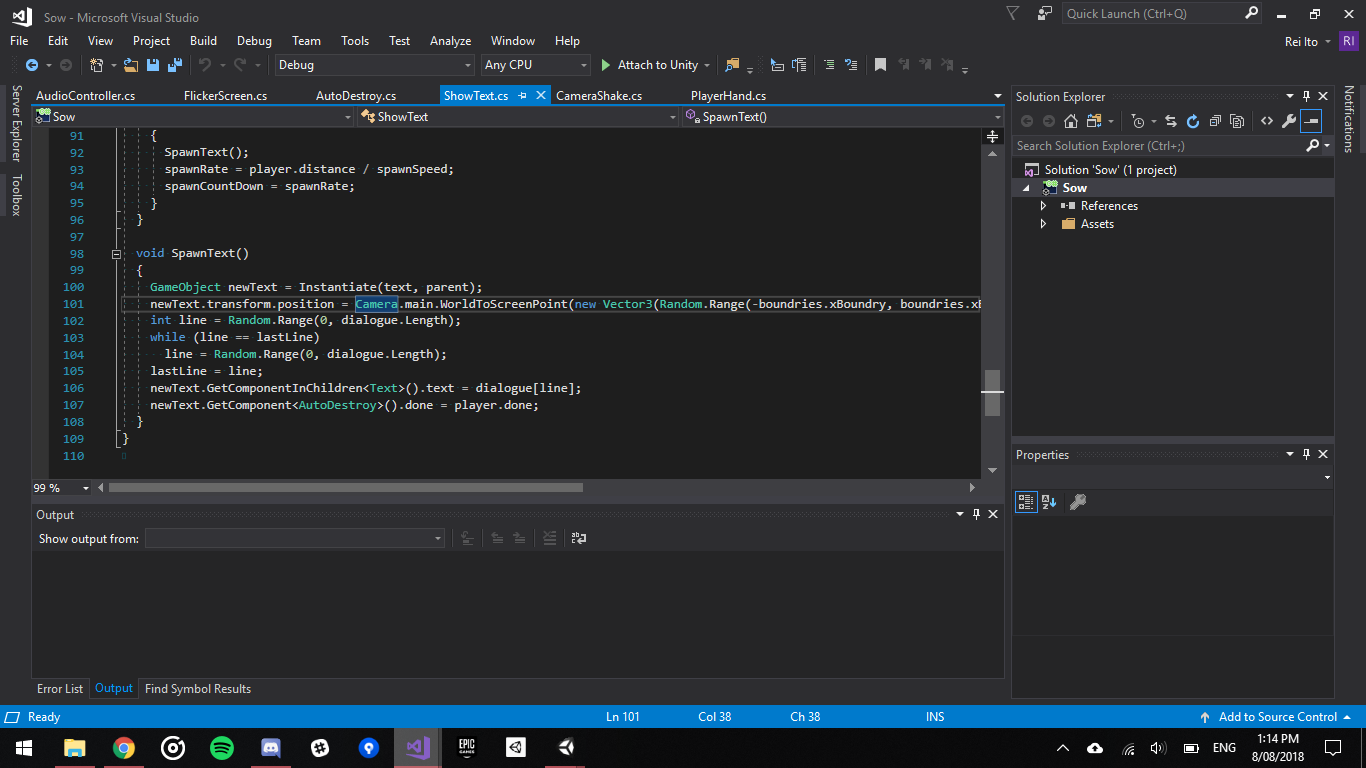 Sow - Microsoft Visual Studio
Quick Launch (Ctrl+Q)
File Edit View Project Build Debug Team Tools Test Analyze Window Help
Rei Ito RI
Debug Any CPU Attach to Unity
Server Explorer
Toolbox
AudioController.cs FlickerScreen.cs AutoDestroy.cs ShowText.cs CameraShake.cs PlayerHand.cs
Sow ShowText SpawnText()
91 {
92 SpawnText();
93 spawnRate = player.distance / spawnSpeed;
94 spawnCountDown = spawnRate;
95 }
96 }
97
98 void SpawnText()
99 {
100 GameObject newText = Instantiate(text, parent);
101 newText.transform.position = Camera.main.WorldToScreenPoint(new Vector3(Random.Range(-boundries.xBoundry, boundries.xB
102 int line = Random.Range(0, dialogue.Length);
103 while (line == lastLine)
104 line = Random.Range(0, dialogue.Length);
105 lastLine = line;
106 newText.GetComponentInChildren<Text>().text = dialogue[line];
107 newText.GetComponent<AutoDestroy>().done = player.done;
108 }
109 }
110
99 %
Output
Show output from:
Error List Output Find Symbol Results
Solution Explorer
Search Solution Explorer (Ctrl+;)
Solution 'Sow' (1 project)
Sow
References
Assets
Properties
Notifications
Ready Ln 101 Col 38 Ch 38 INS Add to Source Control
EPIC GAMES
ENG
1:14 PM
8/08/2018